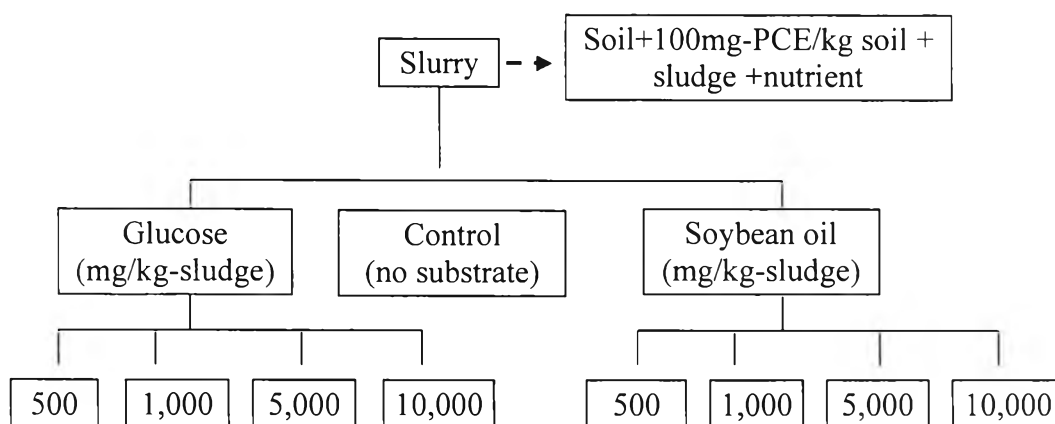 Slurry
Soil+100mg-PCE/kg soil +
sludge +nutrient
Glucose
(mg/kg-sludge)
Control
(no substrate)
Soybean oil
(mg/kg-sludge)
500
1,000
5,000
10,000
500
1,000
5,000
10,000